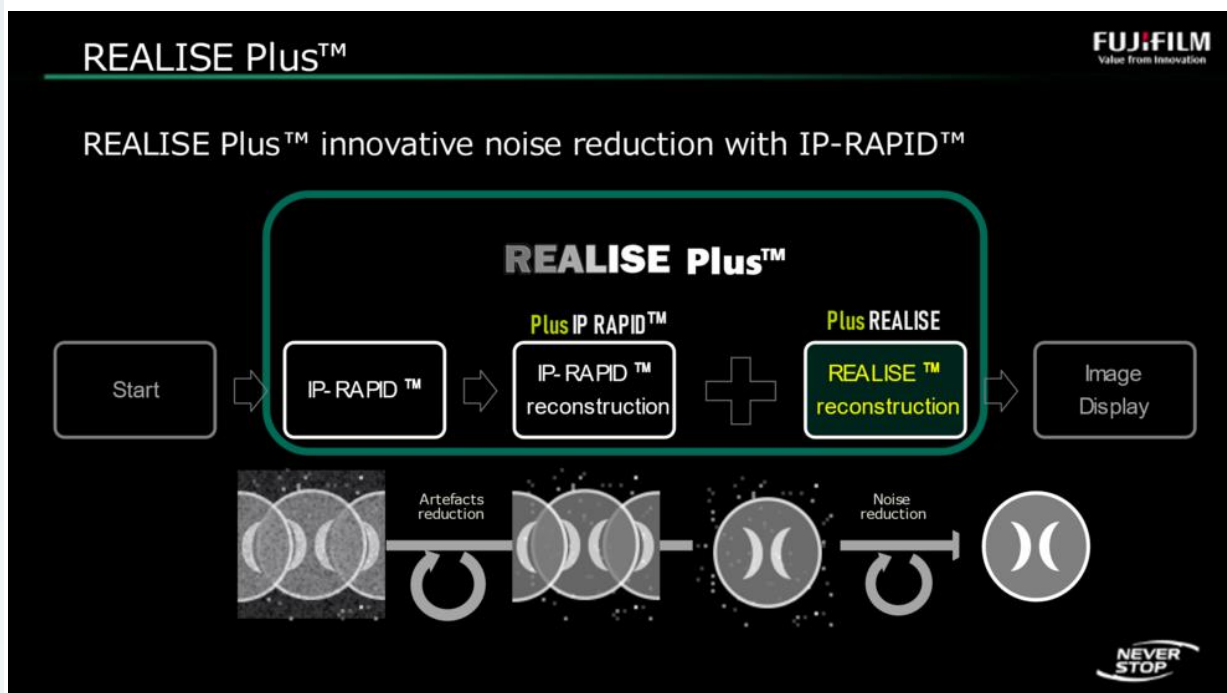 REALISE Plus™
FUJIFILM
Value from Innovation
REALISE Plus™ innovative noise reduction with IP-RAPID™
REALISE Plus™
Plus IP RAPID™
Plus REALISE
Start
IP- RAPID ™
IP- RAPID ™
reconstruction
REALISE ™
reconstruction
Image
Display
Artefacts
reduction
Noise
reduction
NEVER
STOP